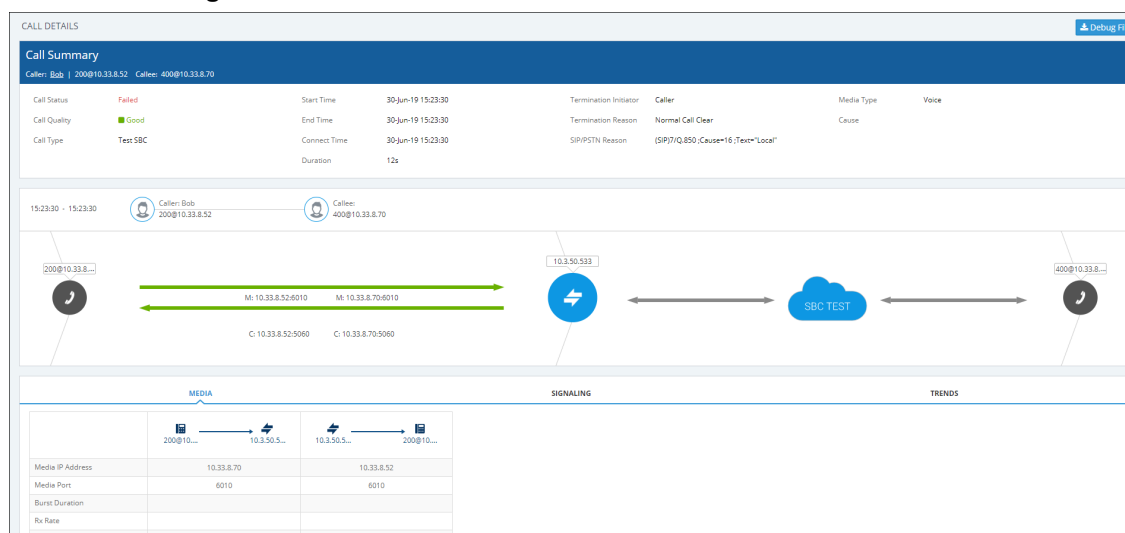 CALL DETAILS
Debug Fi
Call Summary
Caller: Bob | 200@10.33.8.52 Callee: 400@10.33.8.70
Call Status Failed Start Time 30-Jun-19 15:23:30 Termination Initiator Caller Media Type Voice
Call Quality Good End Time 30-Jun-19 15:23:30 Termination Reason Normal Call Clear Cause
Call Type Test SBC Connect Time 30-Jun-19 15:23:30 SIP/PSTN Reason (SIP)7/Q.850 ;Cause=16 ;Text="Local"
Duration 12s
15:23:30 - 15:23:30
Caller: Bob
200@10.33.8.52
Callee:
400@10.33.8.70
200@10.33.8....
10.3.50.533
400@10.33.8....
M: 10.33.8.52:6010 M: 10.33.8.70:6010
SBC TEST
C: 10.33.8.52:5060 C: 10.33.8.70:5060
MEDIA SIGNALING TRENDS
200@10.... 10.3.50.5... 10.3.50.5... 200@10....
Media IP Address 10.33.8.70 10.33.8.52
Media Port 6010 6010
Burst Duration
Rx Rate